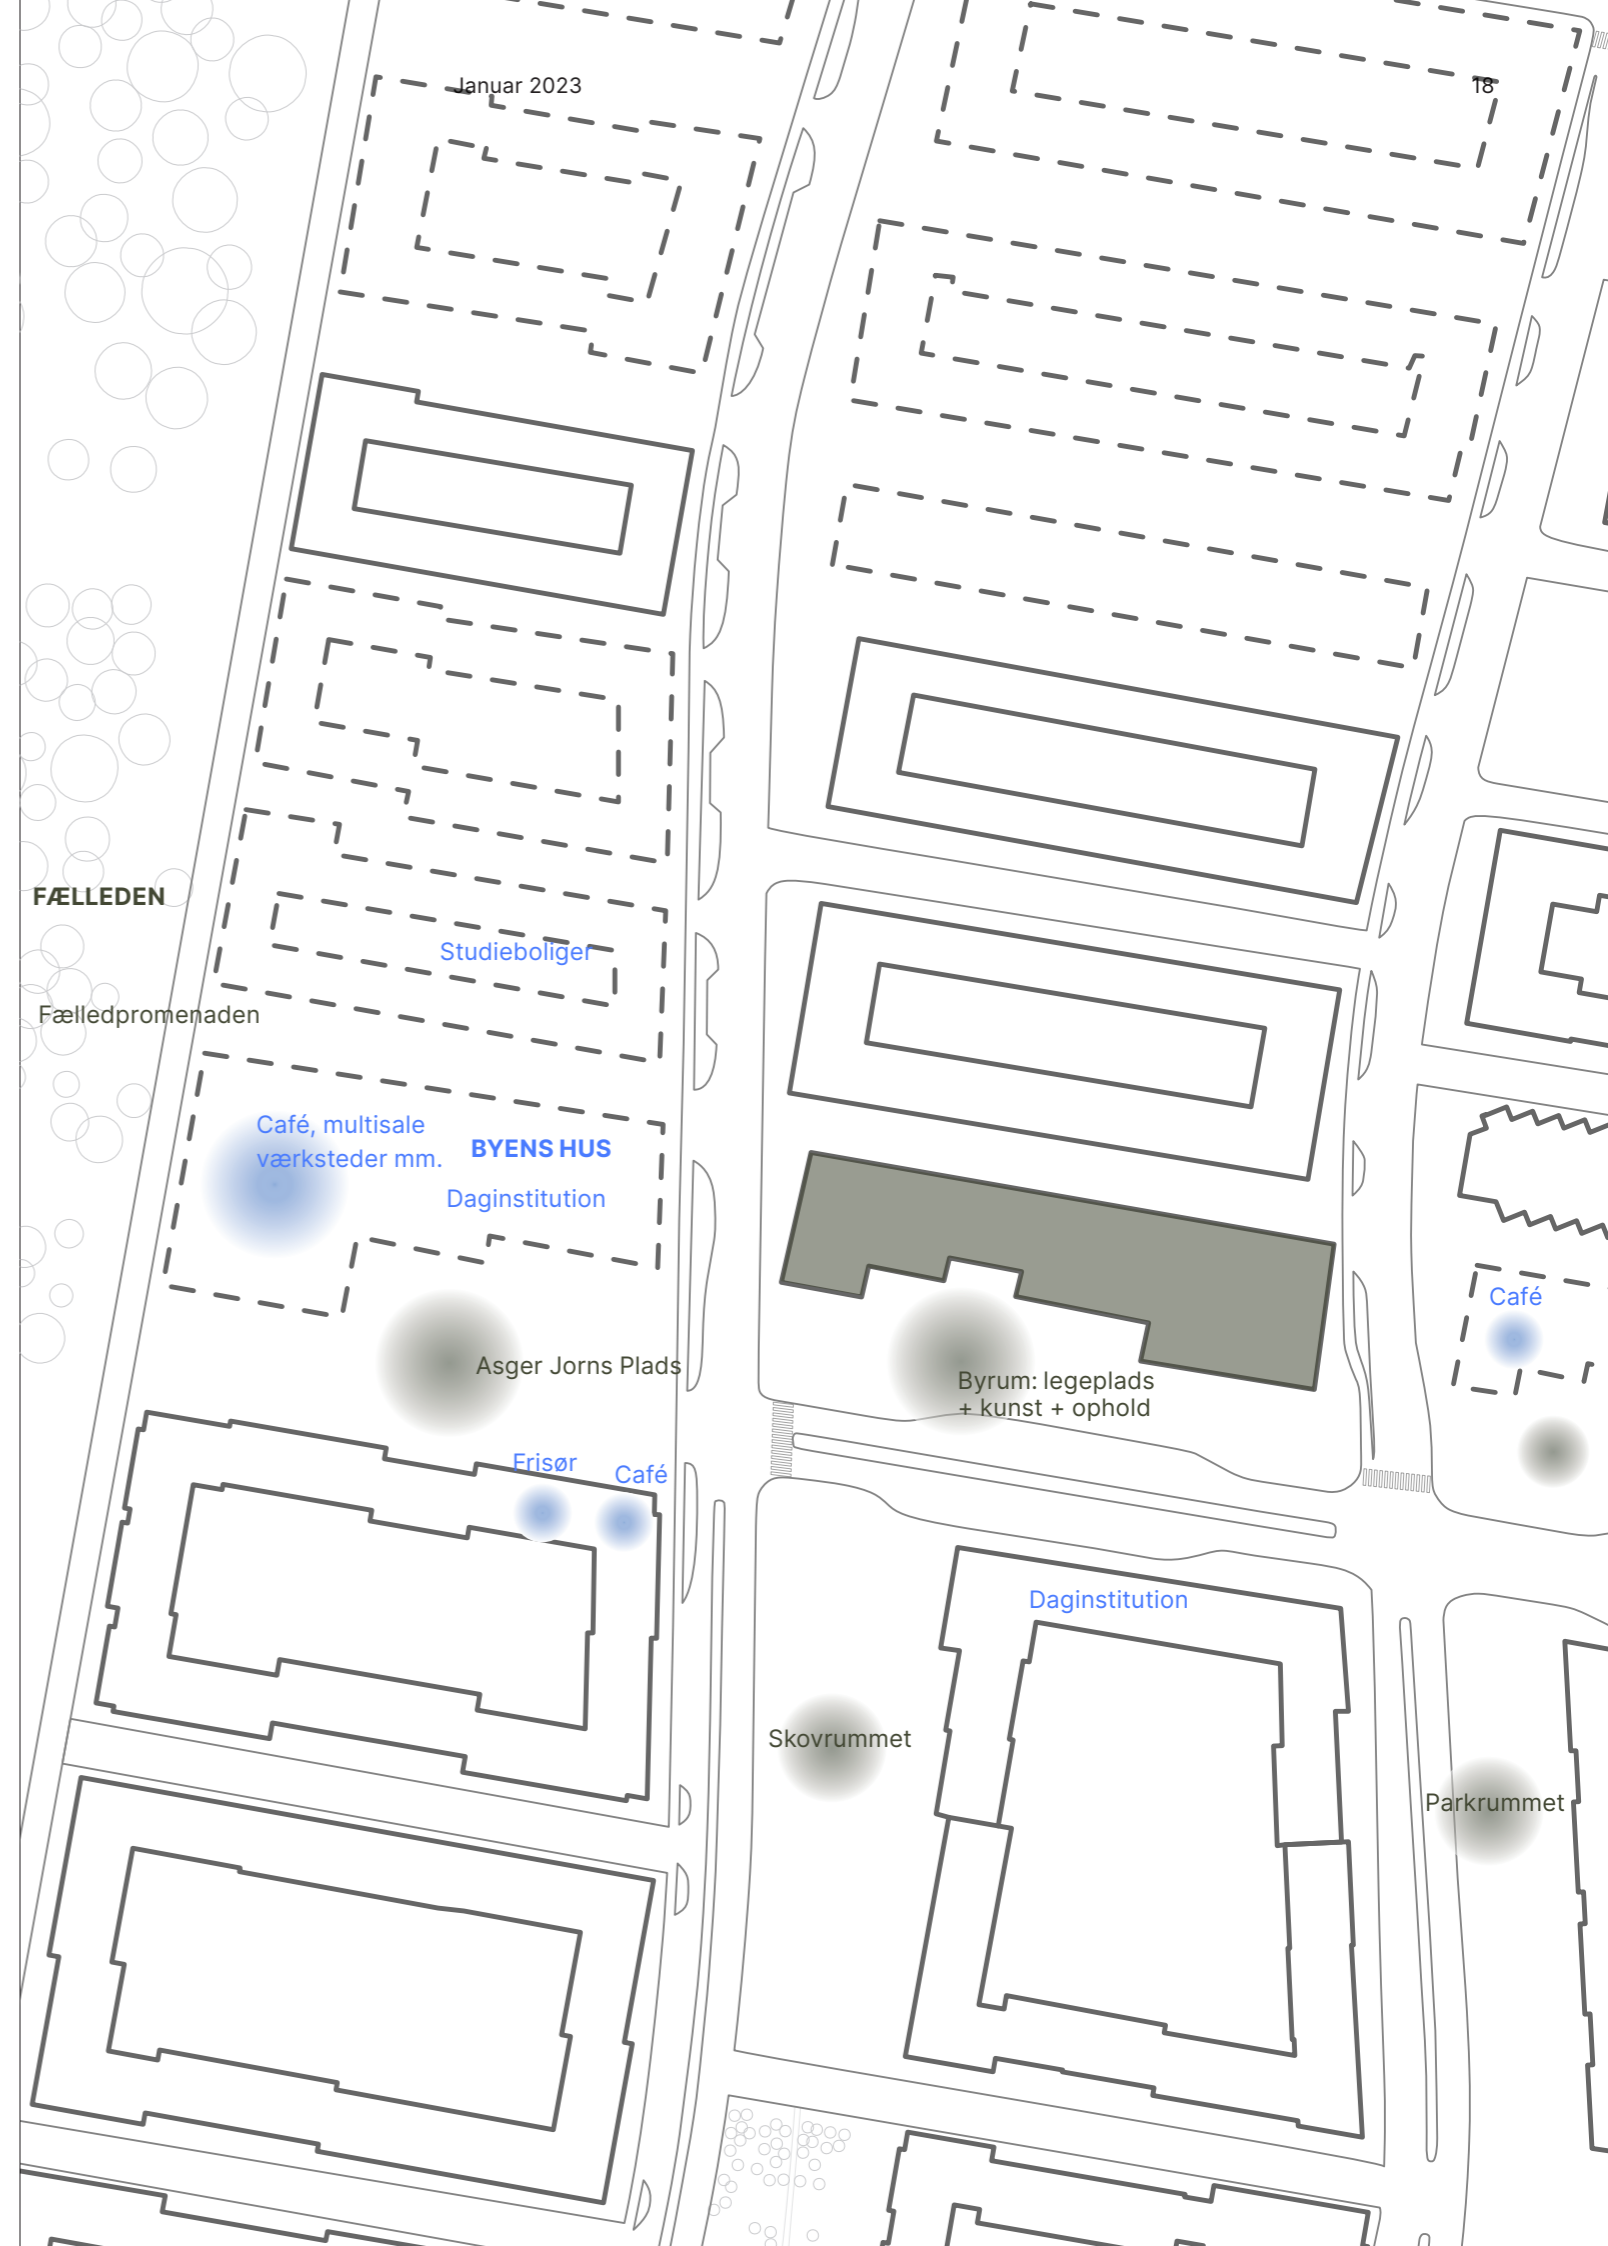 Januar 2023
18
FÆLLEDEN
Studieboliger
Fælledpromenaden
Café, multisale
værksteder mm.
BYENS HUS
Daginstitution
Café
Asger Jorns Plads
Byrum: legeplads
+ kunst + ophold
Frisør
Café
Daginstitution
Skovrummet
Parkrummet